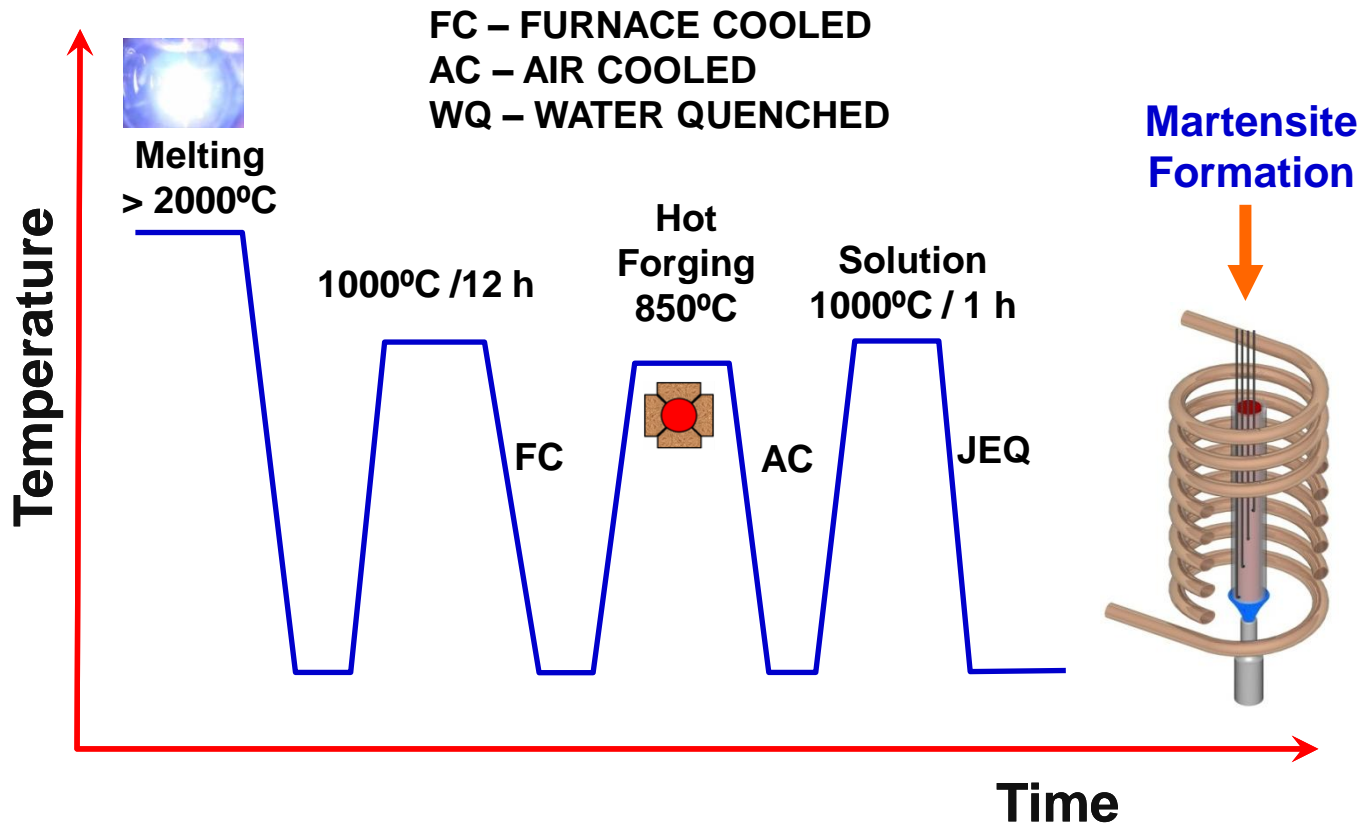 FC – FURNACE COOLED
AC – AIR COOLED
WQ – WATER QUENCHED
Martensite
Formation
Melting
> 2000ºC
Hot
Forging
850ºC
Solution
1000ºC / 1 h
1000ºC /12 h
FC
AC
JEQ
Temperature
Time